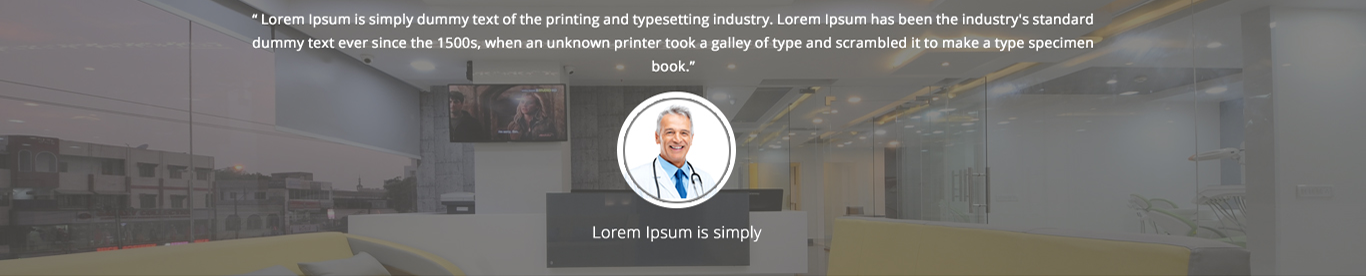 “ Lorem Ipsum is simply dummy text of the printing and typesetting industry. Lorem Ipsum has been the industry's standard
dummy text ever since the 1500s, when an unknown printer took a galley of type and scrambled it to make a type specimen
book.”
Lorem Ipsum is simply